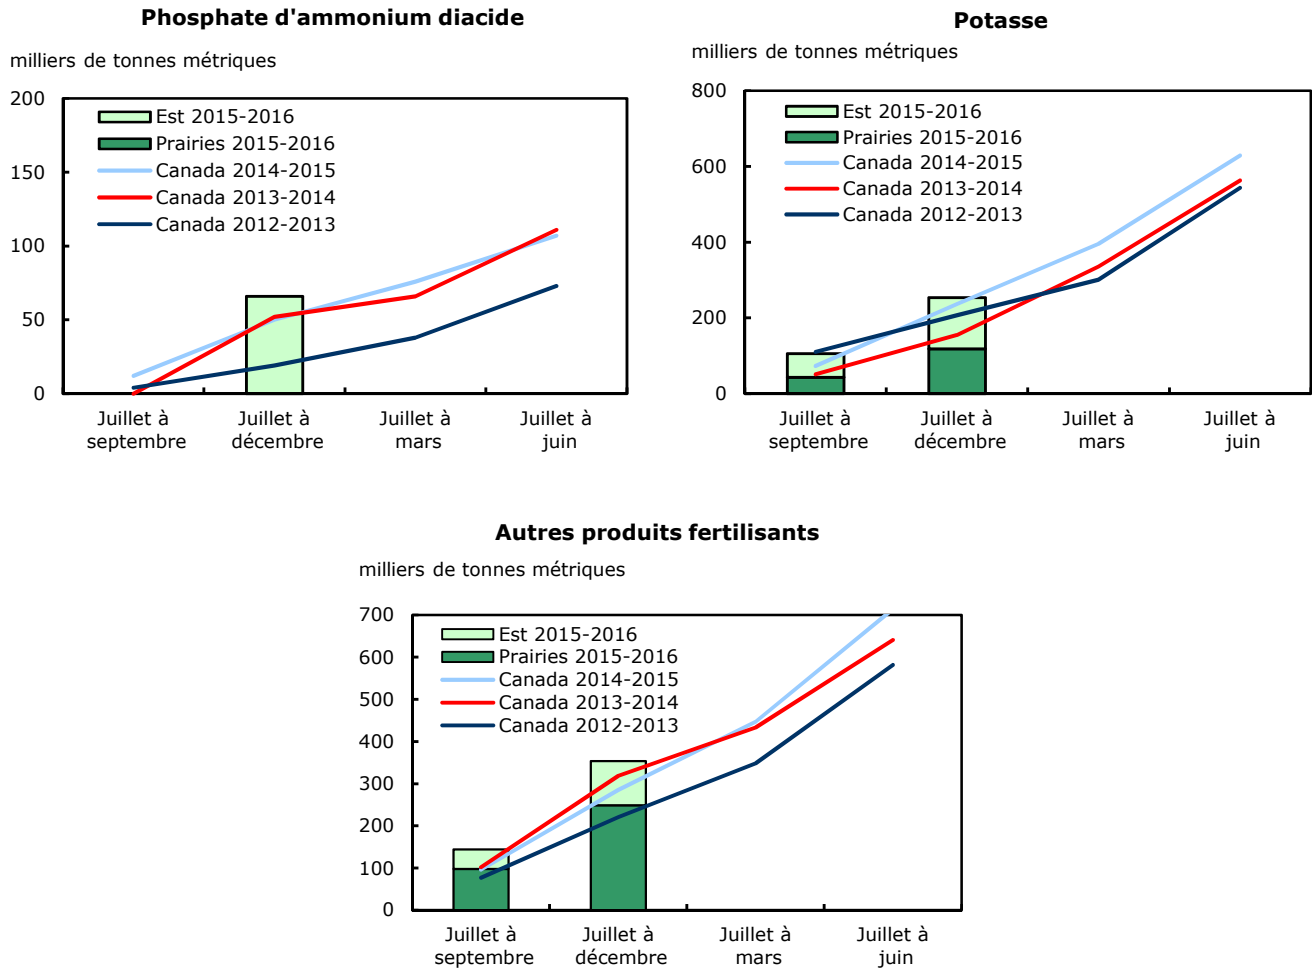 Phosphate d'ammonium diacide
milliers de tonnes métriques
200
150
100
50
0
Est 2015-2016
Prairies 2015-2016
Canada 2014-2015
Canada 2013-2014
Canada 2012-2013
Juillet à septembre
Juillet à décembre
Juillet à mars
Juillet à juin
Potasse
milliers de tonnes métriques
800
600
400
200
0
Est 2015-2016
Prairies 2015-2016
Canada 2014-2015
Canada 2013-2014
Canada 2012-2013
Juillet à septembre
Juillet à décembre
Juillet à mars
Juillet à juin
Autres produits fertilisants
milliers de tonnes métriques
700
600
500
400
300
200
100
0
Est 2015-2016
Prairies 2015-2016
Canada 2014-2015
Canada 2013-2014
Canada 2012-2013
Juillet à septembre
Juillet à décembre
Juillet à mars
Juillet à juin